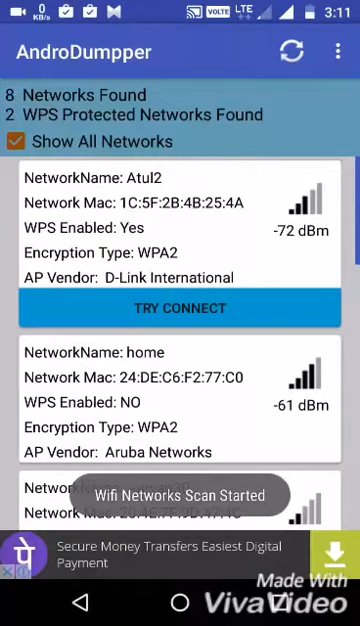 0 KB/s VOLTE LTE 3:11
AndroDumpper
8 Networks Found
2 WPS Protected Networks Found
Show All Networks
NetworkName: Atul2
Network Mac: 1C:5F:2B:4B:25:4A
WPS Enabled: Yes
-72 dBm
Encryption Type: WPA2
AP Vendor: D-Link International
TRY CONNECT
NetworkName: home
Network Mac: 24:DE:C6:F2:77:C0
WPS Enabled: NO
-61 dBm
Encryption Type: WPA2
AP Vendor: Aruba Networks
Wifi Networks Scan Started
Secure Money Transfers Easiest Digital
Payment
Made With
VivaVideo